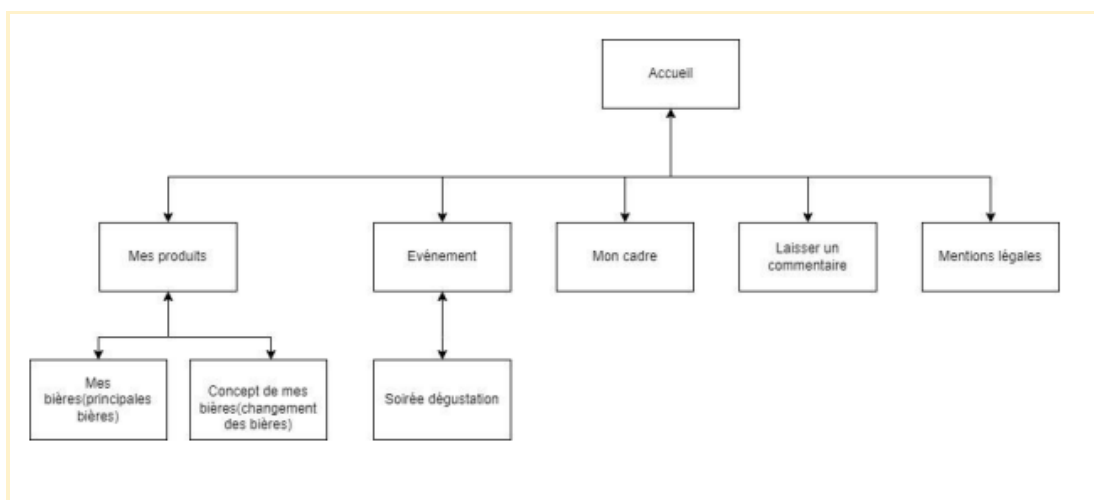 Accueil
Mes produits
Evènement
Mon cadre
Laisser un
commentaire
Mentions légales
Mes
bières(principales
bières)
Concept de mes
bières(changement
des bières)
Soirèe dégustation